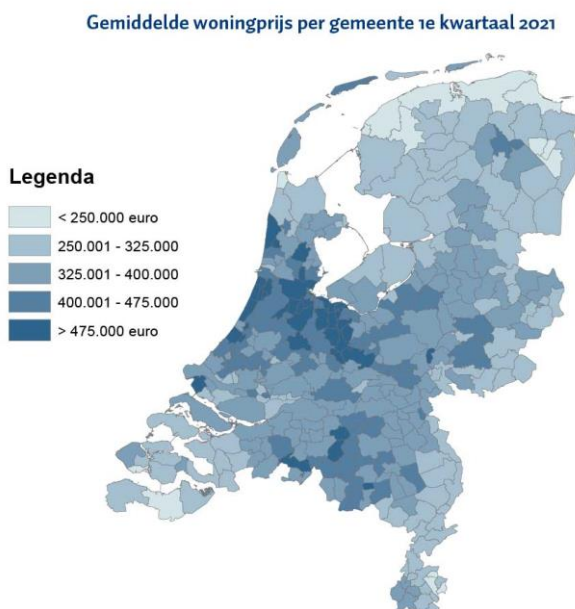 Gemiddelde woningprijs per gemeente 1e kwartaal 2021
Legenda
< 250.000 euro
250.001 - 325.000
325.001 - 400.000
400.001 - 475.000
> 475.000 euro